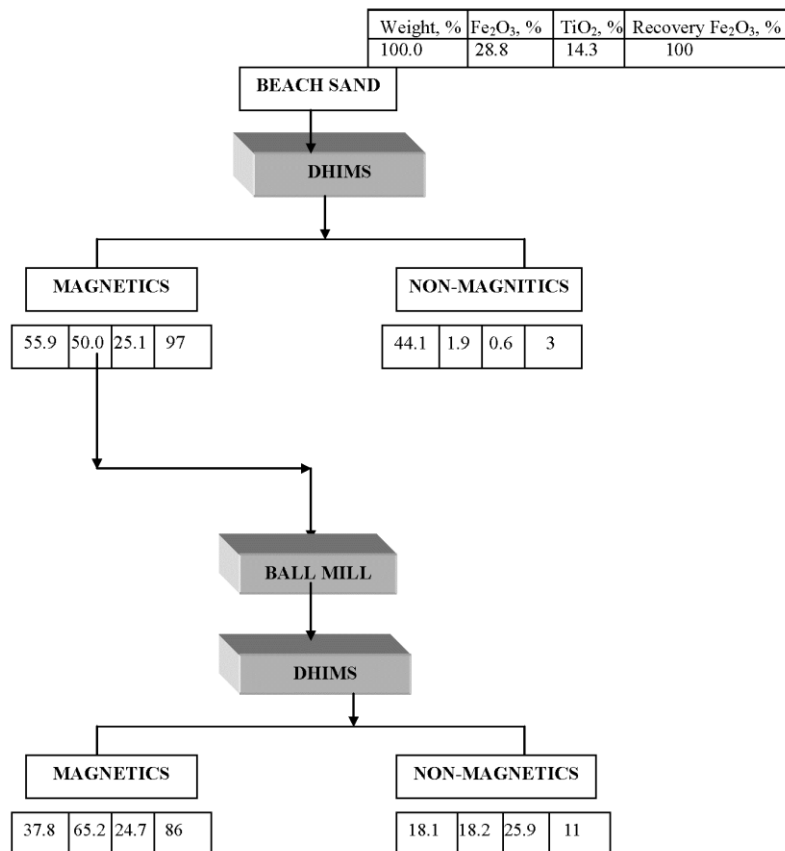 Weight, % Fe₂O₃, % TiO₂, % Recovery Fe₂O₃, %
100.0 28.8 14.3 100
BEACH SAND
DHIMS
MAGNETICS NON-MAGNITICS
55.9 50.0 25.1 97 44.1 1.9 0.6 3
BALL MILL
DHIMS
MAGNETICS NON-MAGNETICS
37.8 65.2 24.7 86 18.1 18.2 25.9 11